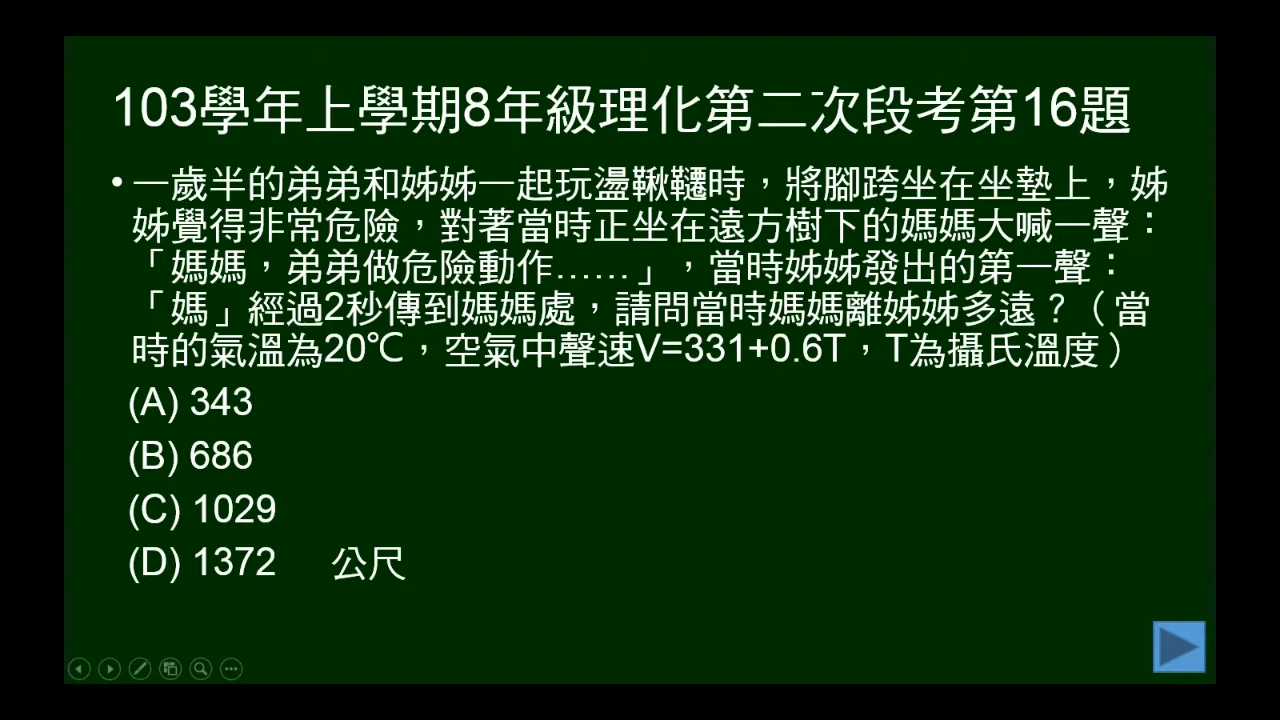 103學年上學期8年級理化第二次段考第16題
•一歲半的弟弟和姊姊一起玩盪鞦韆時，將腳跨坐在坐墊上，姊
姊覺得非常危險，對著當時正坐在遠方樹下的媽媽大喊一聲：
「媽媽，弟弟做危險動作……」，當時姊姊發出的第一聲：
「媽」經過2秒傳到媽媽處，請問當時媽媽離姊姊多遠？（當
時的氣溫為20℃，空氣中聲速V=331+0.6T，T為攝氏溫度）
(A) 343
(B) 686
(C) 1029
(D) 1372 公尺